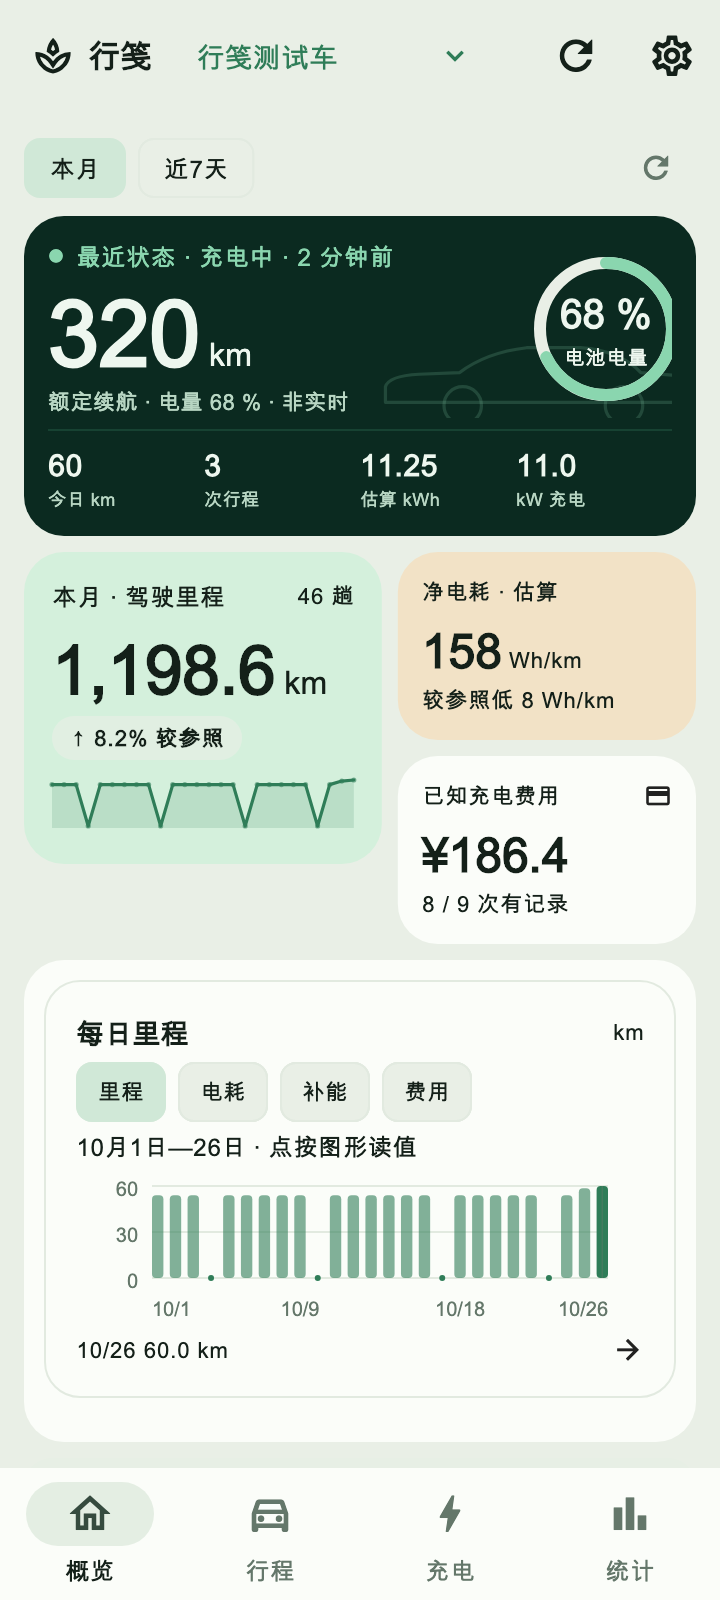 行笺 行笺测试车
本月 近7天
最近状态 · 充电中 · 2 分钟前
320 km
68 %
电池电量
额定续航 · 电量 68 % · 非实时
60 3 11.25 11.0
今日 km 次行程 估算 kWh kW 充电
本月 · 驾驶里程 46 趟
1,198.6 km
↑ 8.2% 较参照
净电耗 · 估算
158 Wh/km
较参照低 8 Wh/km
已知充电费用
¥186.4
8 / 9 次有记录
每日里程 km
里程 电耗 补能 费用
10月1日—26日 · 点按图形读值
60
30
0
10/1 10/9 10/18 10/26
10/26 60.0 km
概览 行程 充电 统计